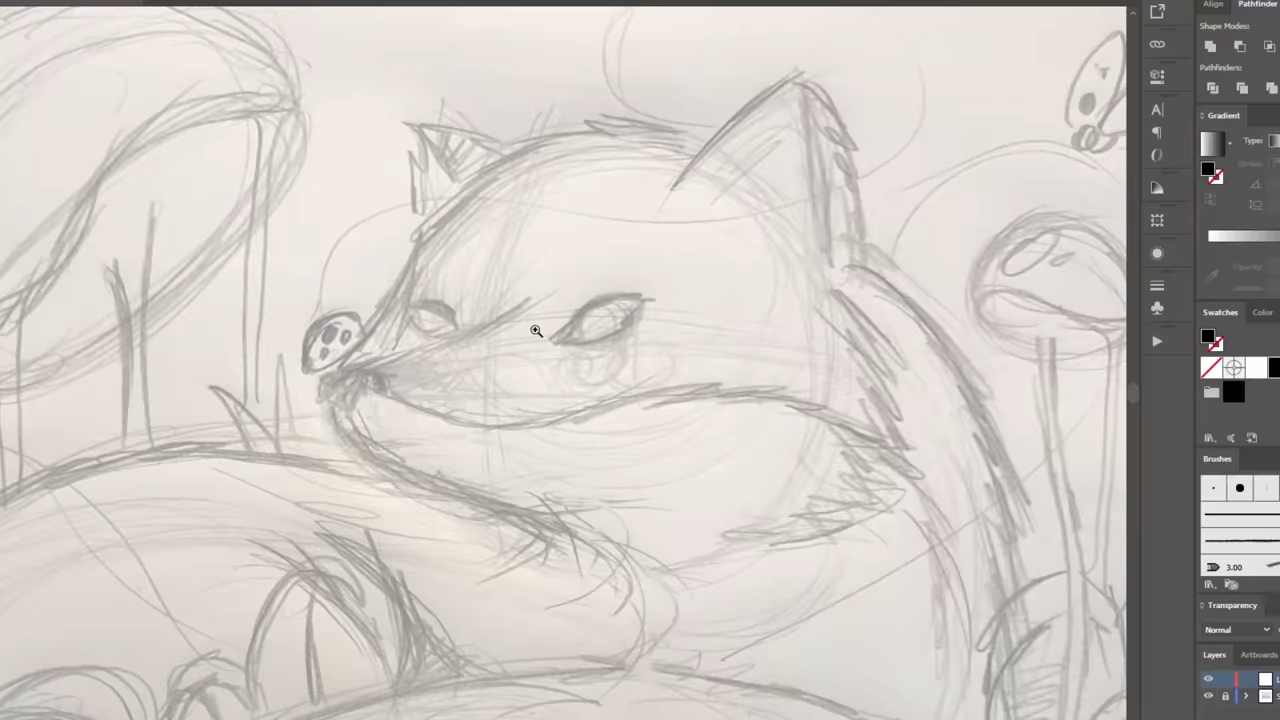 Align Pathfinder
Shape Modes:
Pathfinders:
Gradient
Type:
Swatches Color
Brushes
3.00
Transparency
Normal
Layers Artboards